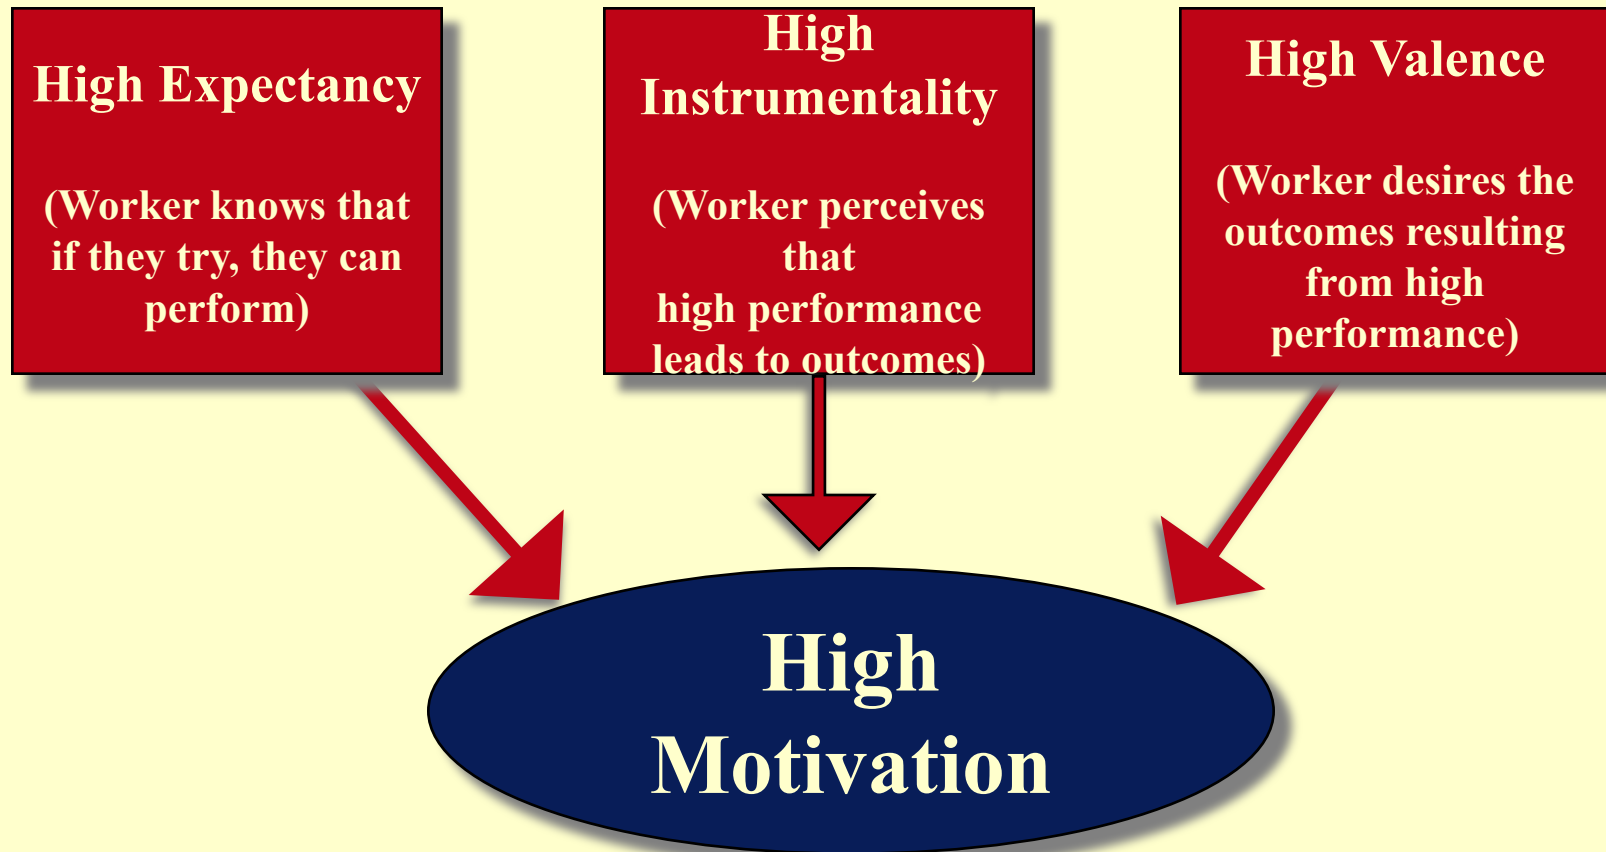 High Expectancy
(Worker knows that
if they try, they can
perform)
High
Instrumentality
(Worker perceives
that
high performance
leads to outcomes)
High Valence
(Worker desires the
outcomes resulting
from high
performance)
High
Motivation